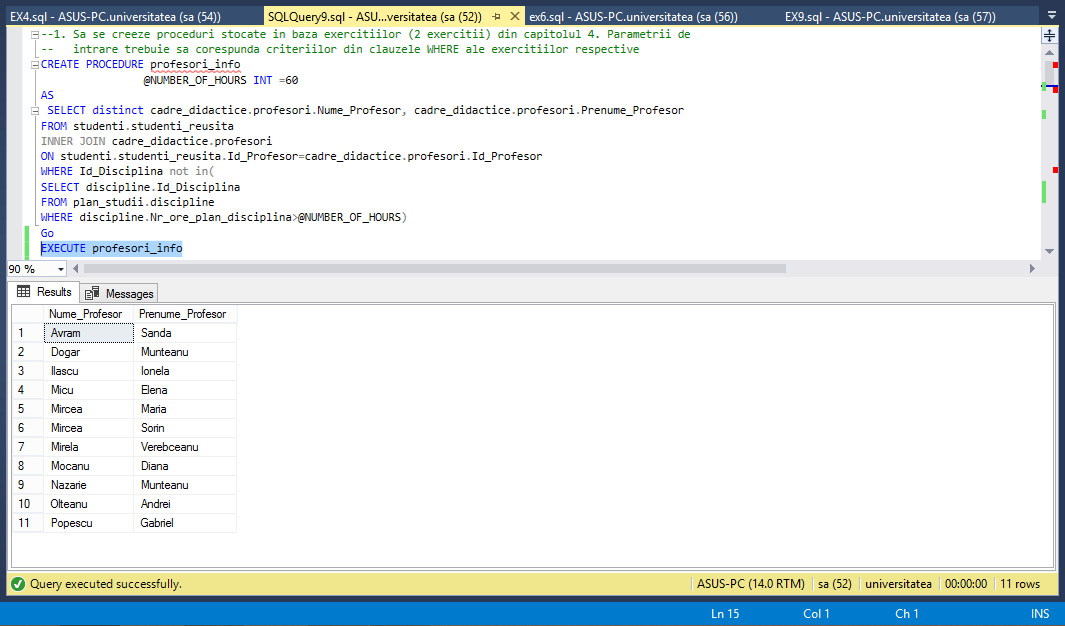 EX4.sql - ASUS-PC.universitatea (sa (54)) SQLQuery9.sql - ASU...versitatea (sa (52)) ex6.sql - ASUS-PC.universitatea (sa (56)) EX9.sql - ASUS-PC.universitatea (sa (57))
--1. Sa se creeze proceduri stocate in baza exercitiilor (2 exercitii) din capitolul 4. Parametrii de
-- intrare trebuie sa corespunda criteriilor din clauzele WHERE ale exercitiilor respective
CREATE PROCEDURE profesori_info
@NUMBER_OF_HOURS INT =60
AS
SELECT distinct cadre_didactice.profesori.Nume_Profesor, cadre_didactice.profesori.Prenume_Profesor
FROM studenti.studenti_reusita
INNER JOIN cadre_didactice.profesori
ON studenti.studenti_reusita.Id_Profesor=cadre_didactice.profesori.Id_Profesor
WHERE Id_Disciplina not in(
SELECT discipline.Id_Disciplina
FROM plan_studii.discipline
WHERE discipline.Nr_ore_plan_disciplina>@NUMBER_OF_HOURS)
Go
EXECUTE profesori_info
90 %
Results Messages
Nume_Profesor Prenume_Profesor
1 Avram Sanda
2 Dogar Munteanu
3 Ilascu Ionela
4 Micu Elena
5 Mircea Maria
6 Mircea Sorin
7 Mirela Verebceanu
8 Mocanu Diana
9 Nazarie Munteanu
10 Olteanu Andrei
11 Popescu Gabriel
Query executed successfully. ASUS-PC (14.0 RTM) sa (52) universitatea 00:00:00 11 rows
Ln 15 Col 1 Ch 1 INS